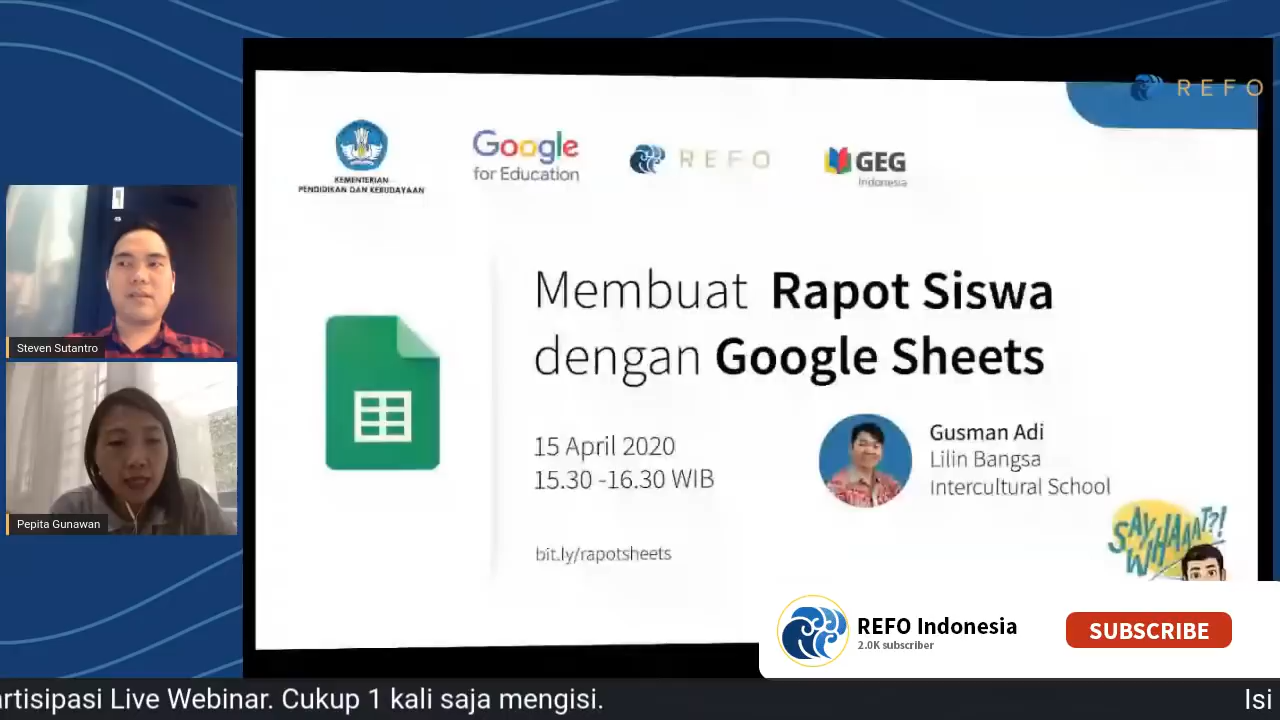 REFO
KEMENTERIAN
PENDIDIKAN DAN KEBUDAYAAN
Google
for Education
REFO
GEG
Indonesia
Membuat Rapot Siswa
dengan Google Sheets
15 April 2020
15.30 -16.30 WIB
Gusman Adi
Lilin Bangsa
Intercultural School
bit.ly/rapotsheets
SAY WHAAAT?!
Steven Sutantro
Pepita Gunawan
REFO Indonesia
2.0K subscriber
SUBSCRIBE
artisipasi Live Webinar. Cukup 1 kali saja mengisi.
Isi